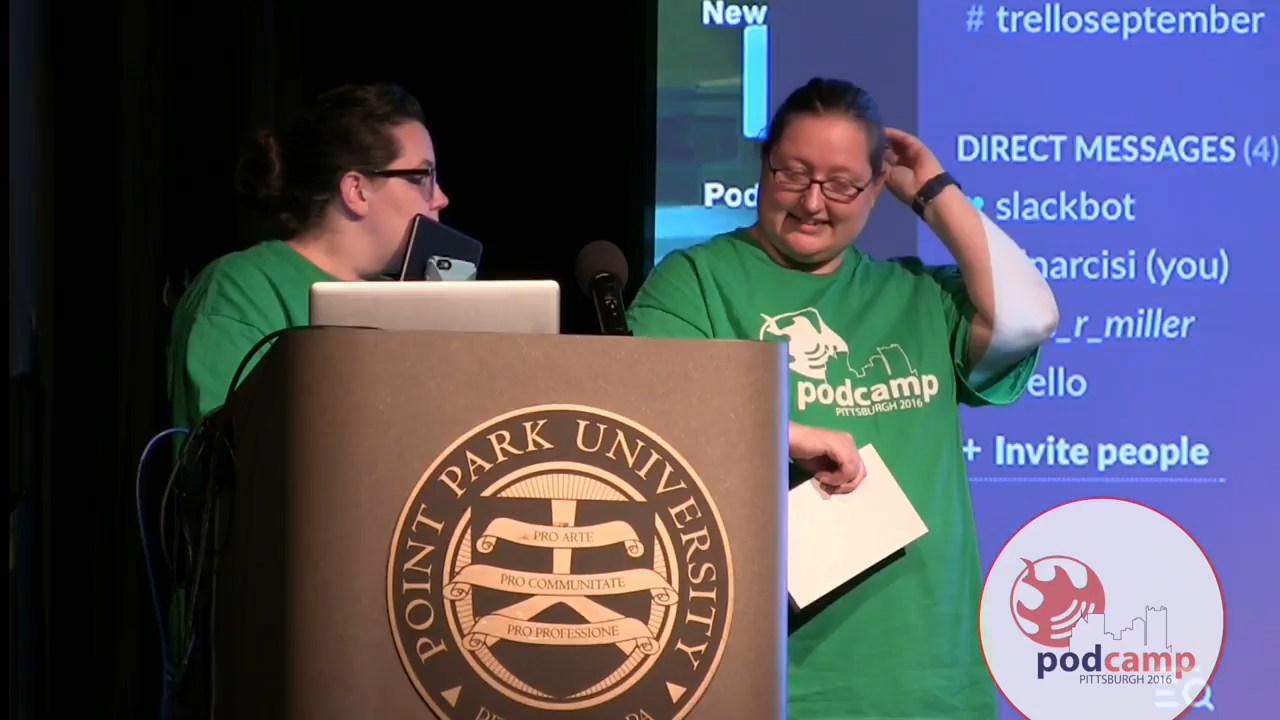 New
# trelloseptember
DIRECT MESSAGES (4)
slackbot
narcisi (you)
_r_miller
ello
+ Invite people
Pod
podcamp
PITTSBURGH 2016
POINT PARK UNIVERSITY
PRO ARTE
PRO COMMUNITATE
PRO PROFESSIONE
podcamp
PITTSBURGH 2016